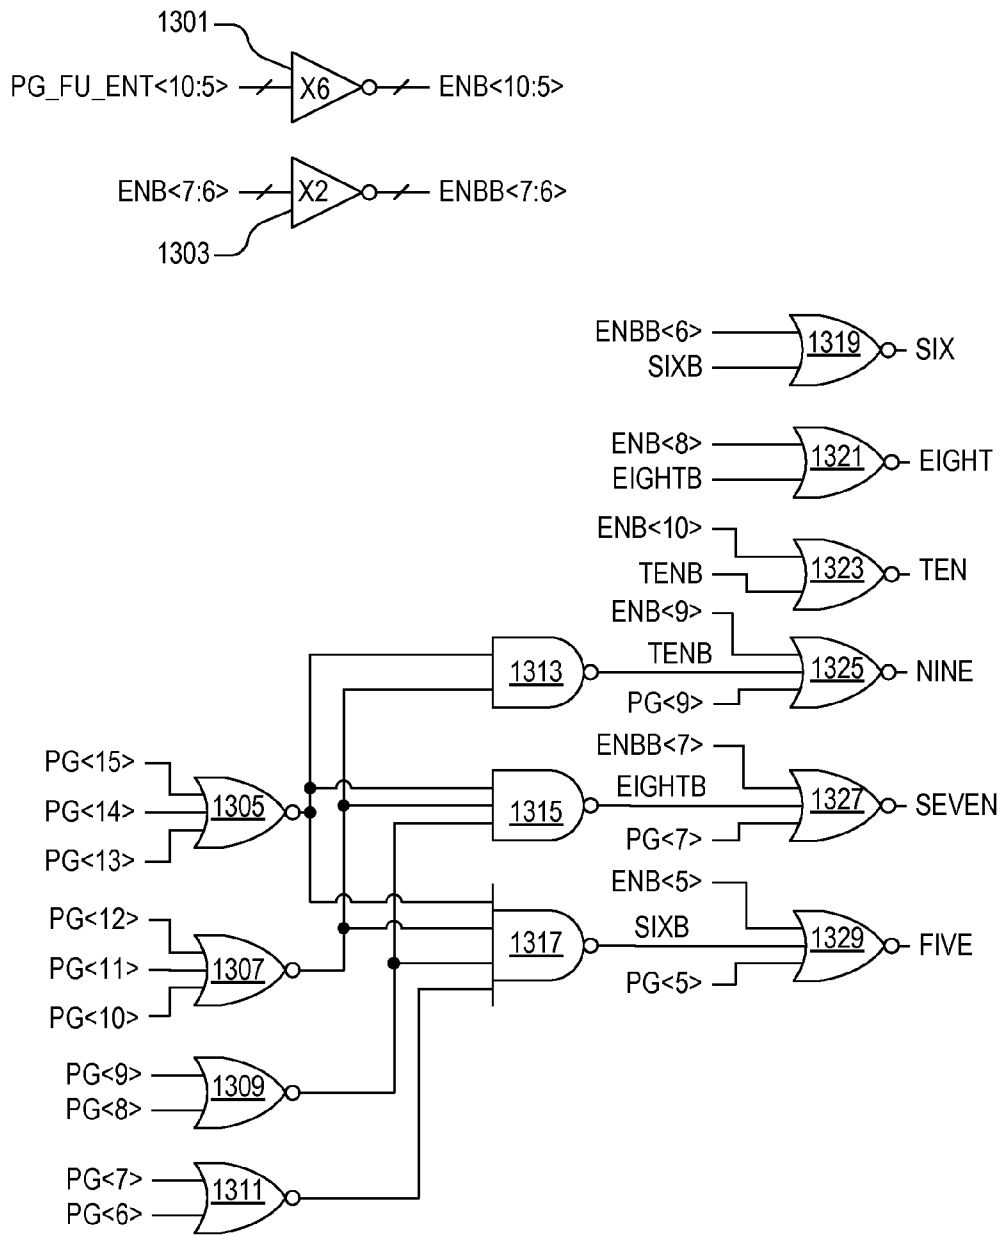 1301
PG_FU_ENT<10:5>
X6
ENB<10:5>
ENB<7:6>
X2
ENBB<7:6>
1303
ENBB<6>
SIXB
1319
SIX
ENB<8>
EIGHTB
1321
EIGHT
ENB<10>
TENB
1323
TEN
ENB<9>
1313
TENB
PG<9>
1325
NINE
ENBB<7>
1315
EIGHTB
PG<7>
1327
SEVEN
PG<15>
PG<14>
PG<13>
1305
ENB<5>
1317
SIXB
PG<5>
1329
FIVE
PG<12>
PG<11>
PG<10>
1307
PG<9>
PG<8>
1309
PG<7>
PG<6>
1311